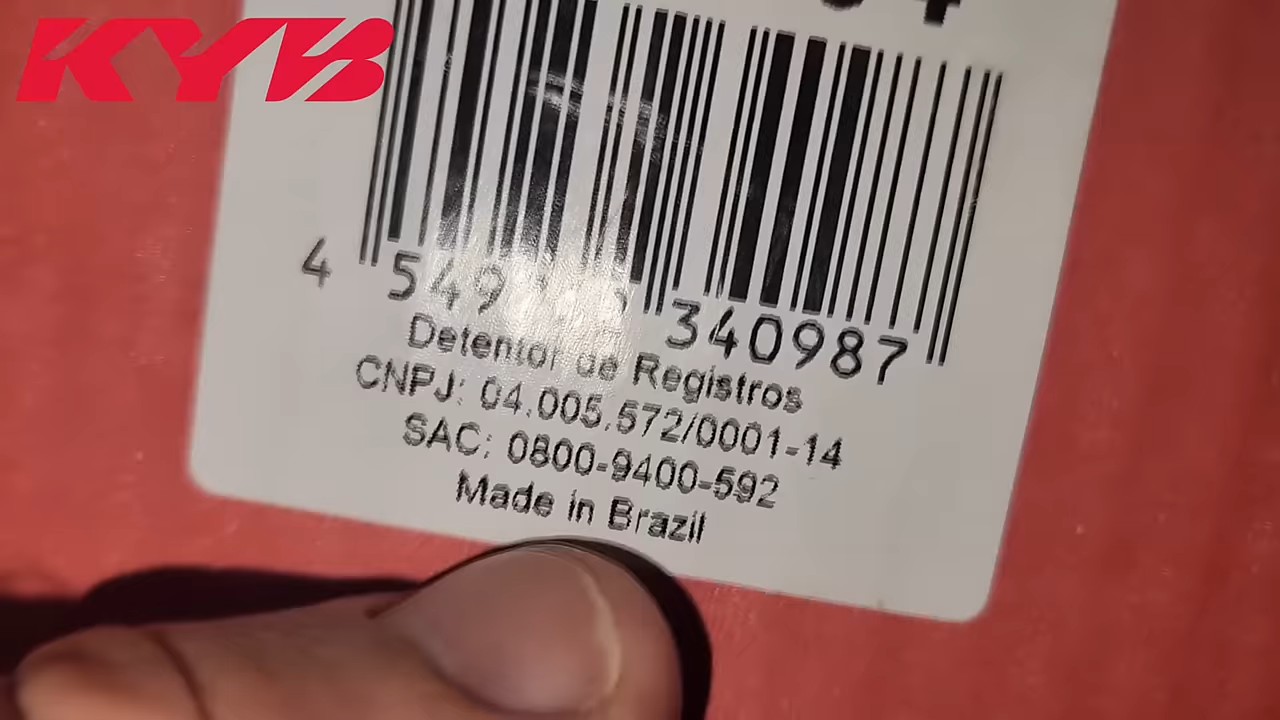 KYB
4 549 340987
Detentor de Registros
CNPJ: 04.005.572/0001-14
SAC: 0800-9400-592
Made in Brazil